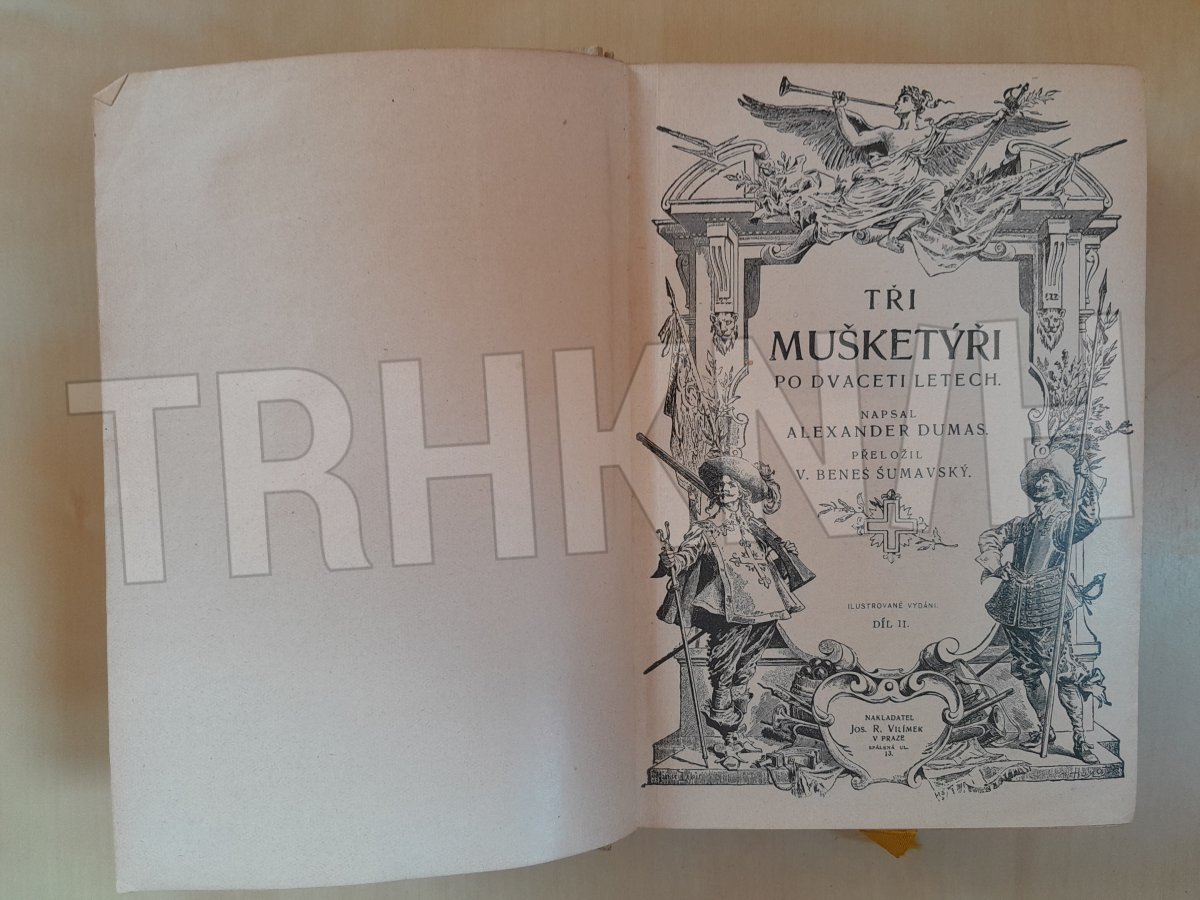 TŘI
MUŠKETÝŘI
PO DVACETI LETECH.
NAPSAL
ALEXANDER DUMAS.
PŘELOŽIL
V. BENEŠ ŠUMAVSKÝ.
ILUSTROVANÉ VYDÁNÍ.
DÍL II.
NAKLADATEL
JOS. R. VILÍMEK
V PRAZE
SPÁLENÁ UL.
13.
TRHKNIH